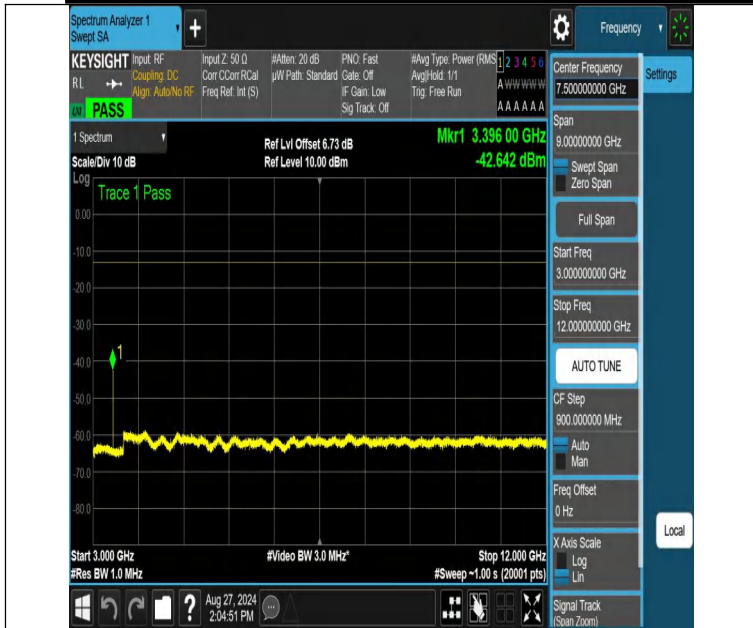 Spectrum Analyzer 1
Swept SA
+
Frequency
KEYSIGHT
RL
PASS
Input: RF
Coupling: DC
Align: Auto/No RF
Input Z: 50 Ω
Corr CCorr RCal
Freq Ref: Int (S)
#Atten: 20 dB
µW Path: Standard
PNO: Fast
Gate: Off
IF Gain: Low
Sig Track: Off
#Avg Type: Power (RMS
Avg|Hold: 1/1
Trig: Free Run
1 2 3 4 5 6
A W W W W W
A A A A A A
Center Frequency
7.500000000 GHz
Settings
Span
9.00000000 GHz
Swept Span
Zero Span
Full Span
Start Freq
3.000000000 GHz
Stop Freq
12.000000000 GHz
AUTO TUNE
CF Step
900.000000 MHz
Auto
Man
Freq Offset
0 Hz
X Axis Scale
Log
Lin
Signal Track
(Span Zoom)
Local
1 Spectrum
Scale/Div 10 dB
Ref Lvl Offset 6.73 dB
Ref Level 10.00 dBm
Mkr1 3.396 00 GHz
-42.642 dBm
Log
Trace 1 Pass
0.00
-10.0
-20.0
-30.0
-40.0
-50.0
-60.0
-70.0
-80.0
1
Start 3.000 GHz
#Res BW 1.0 MHz
#Video BW 3.0 MHz*
Stop 12.000 GHz
#Sweep ~1.00 s (20001 pts)
?
Aug 27, 2024
2:04:51 PM